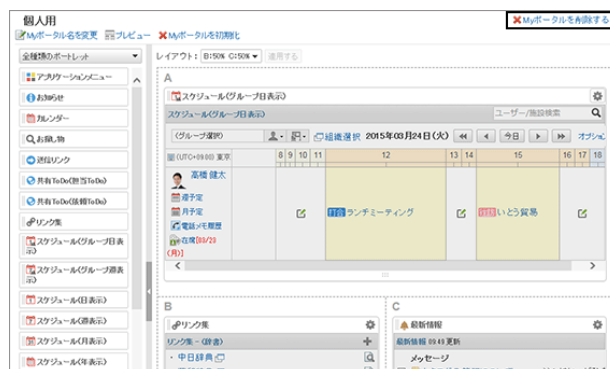 個人用
Myポータルを削除する
Myポータル名を変更 プレビュー Myポータルを初期化
全種類のポートレット
レイアウト: B:50% C:50% 適用する
アプリケーションメニュー
お知らせ
カレンダー
お探し物
送信リンク
共有ToDo(担当ToDo)
共有ToDo(依頼ToDo)
リンク集
スケジュール(グループ日表示)
スケジュール(グループ週表示)
スケジュール(日表示)
スケジュール(週表示)
スケジュール(月表示)
スケジュール(年表示)
A
スケジュール(グループ日表示)
スケジュール(グループ日表示) ユーザー/施設検索
(グループ選択) 組織選択 2015年03月24日(火) 今日 オプション
(UTC+09:00) 東京 8 9 10 11 12 13 14 15 16 17 18
高橋 健太
週予定
月予定
電話メモ履歴
在席[03/23
(月)]
ランチミーティング
いとう貿易
B
リンク集
リンク集 - (辞書)
・中日辞典
C
最新情報
最新情報 09:49 更新
メッセージ